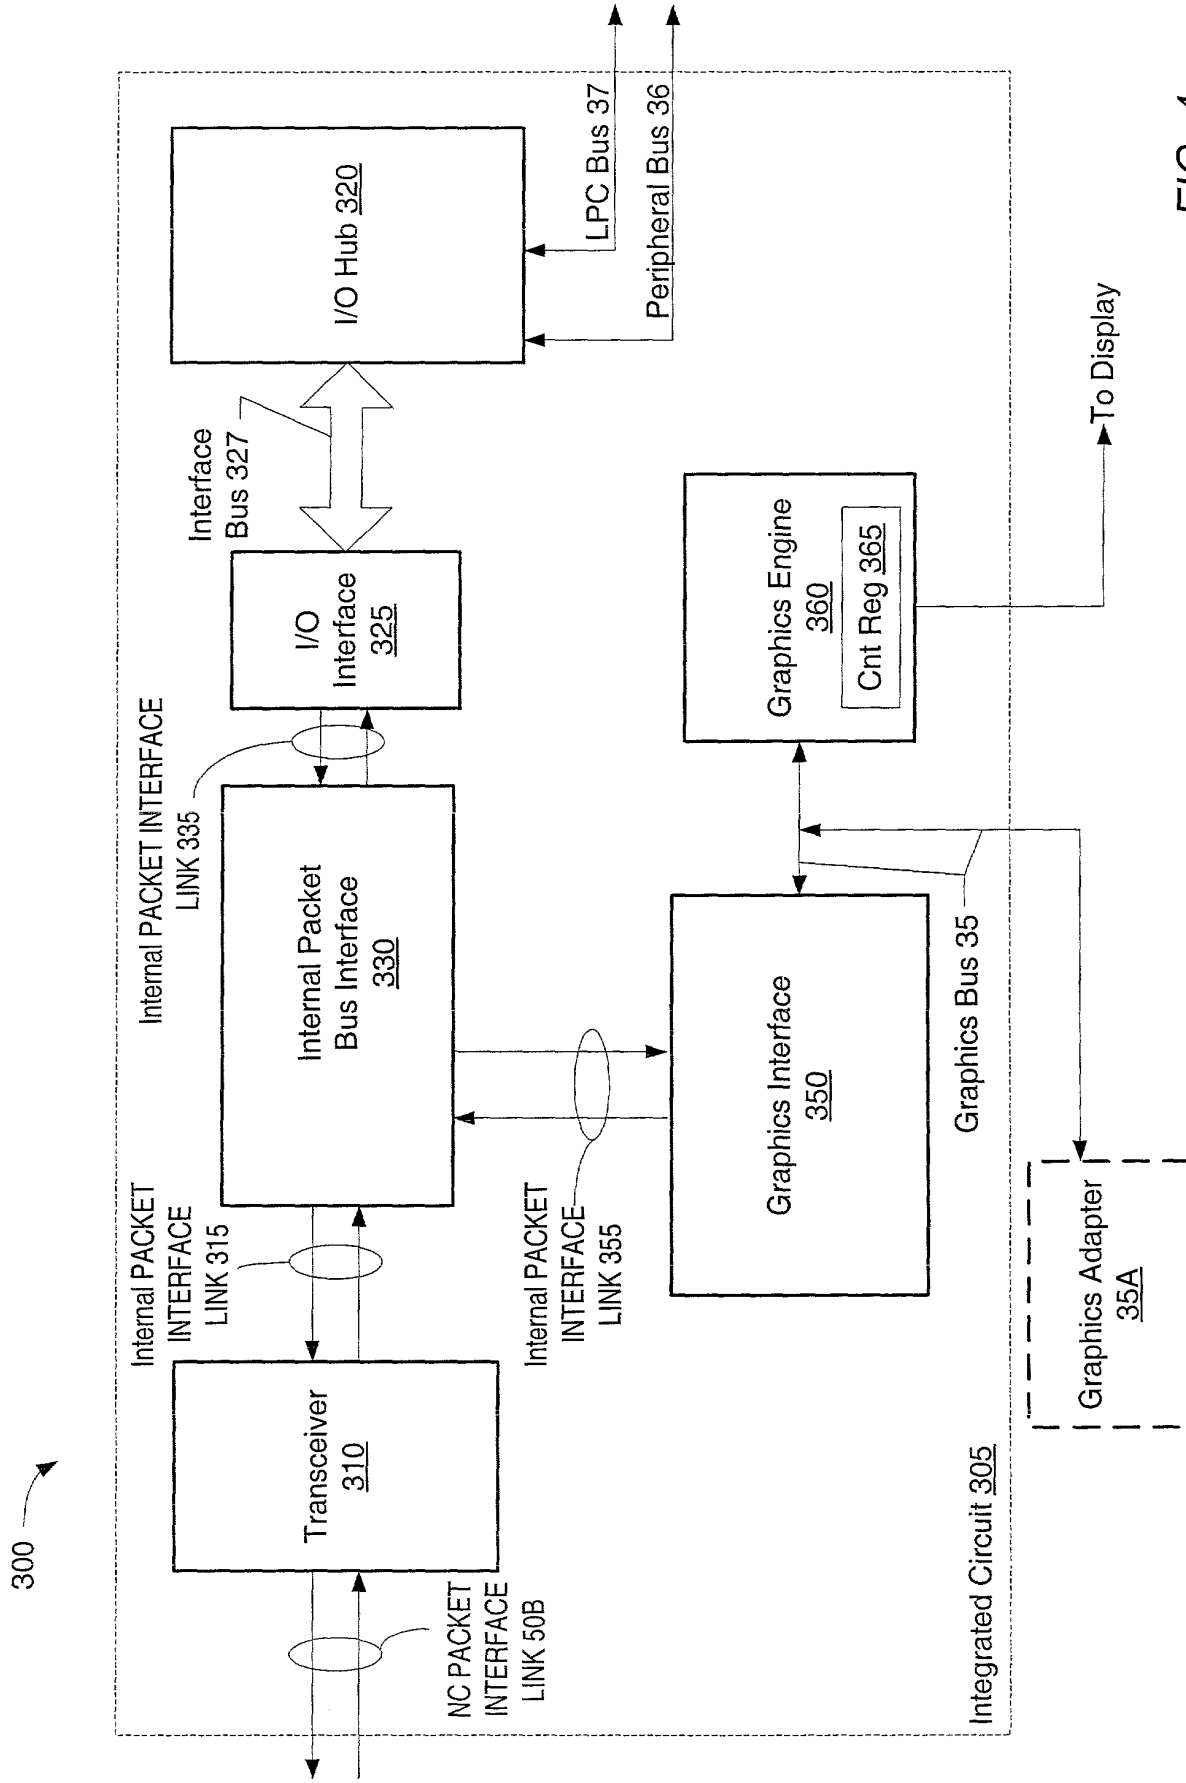 300
Internal PACKET INTERFACE
LINK 335
Interface
Bus 327
Internal PACKET
INTERFACE
LINK 315
NC PACKET
INTERFACE
LINK 50B
Transceiver
310
Internal Packet
Bus Interface
330
I/O
Interface
325
I/O Hub 320
LPC Bus 37
Peripheral Bus 36
Internal PACKET
INTERFACE
LINK 355
Graphics Interface
350
Graphics Engine
360
Cnt Reg 365
Graphics Bus 35
To Display
Integrated Circuit 305
Graphics Adapter
35A